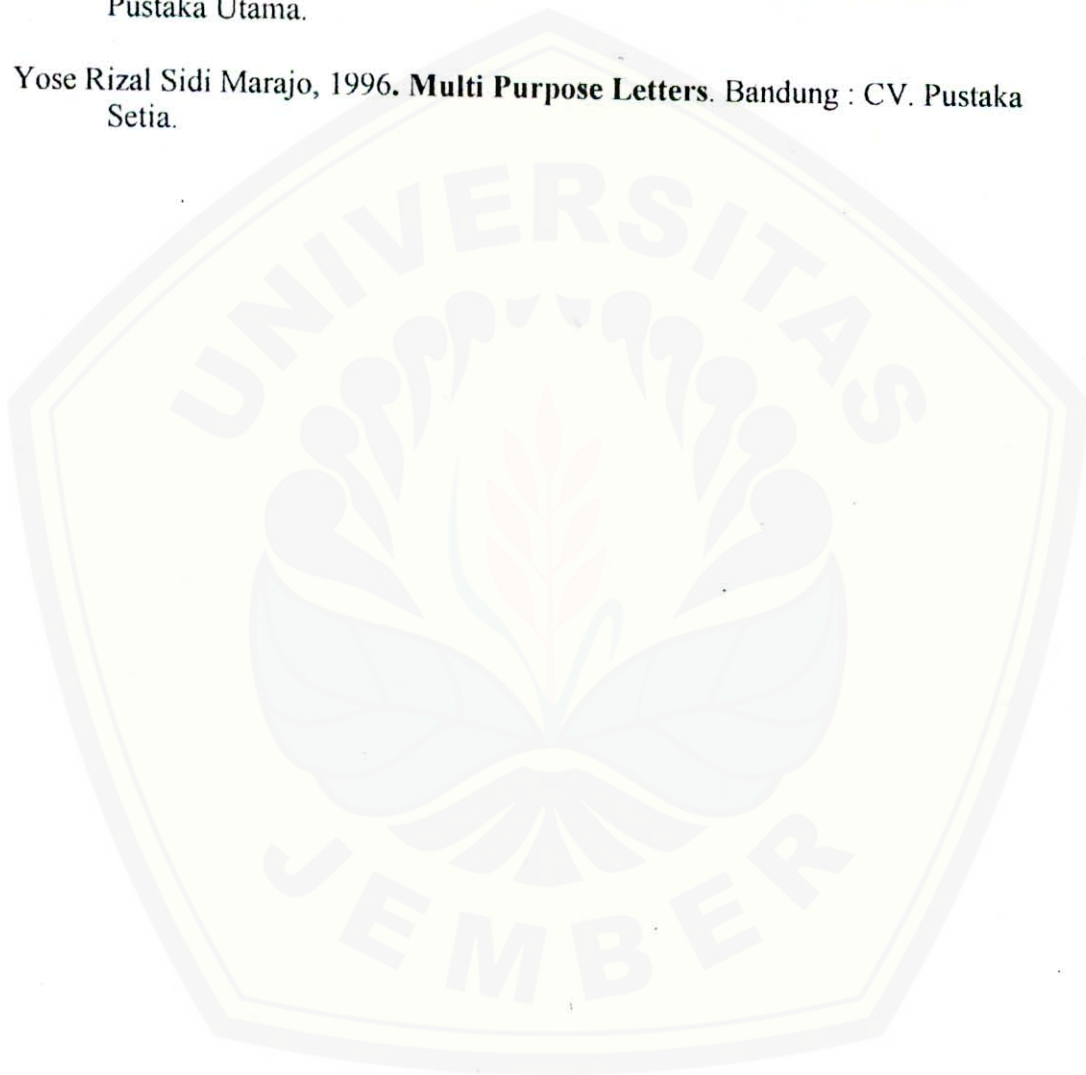 Pustaka Utama.
Yose Rizal Sidi Marajo, 1996. Multi Purpose Letters. Bandung : CV. Pustaka
Setia.
UNIVERSITAS
JEMBER